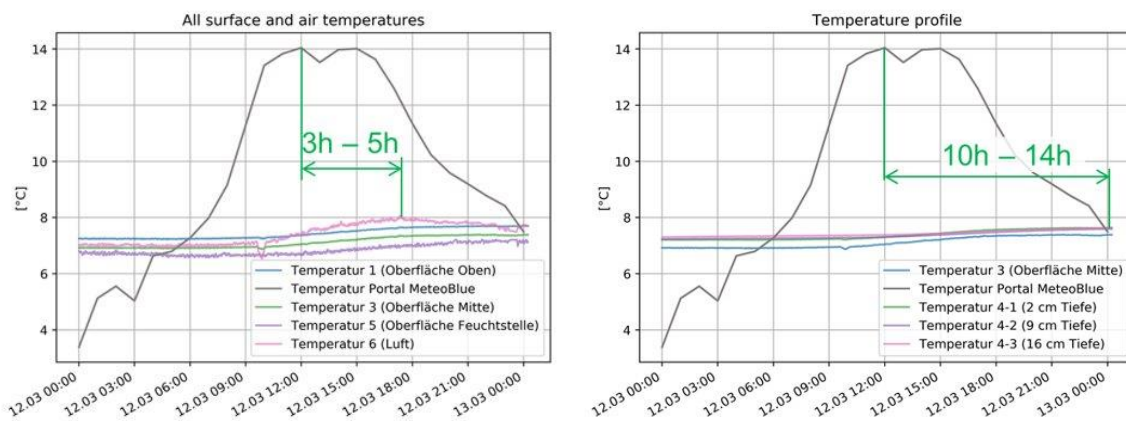 All surface and air temperatures
14
12
10
8
6
4
[°C]
3h – 5h
Temperatur 1 (Oberfläche Oben)
Temperatur Portal MeteoBlue
Temperatur 3 (Oberfläche Mitte)
Temperatur 5 (Oberfläche Feuchtstelle)
Temperatur 6 (Luft)
12.03 00:00
12.03 03:00
12.03 06:00
12.03 09:00
12.03 12:00
12.03 15:00
12.03 18:00
12.03 21:00
13.03 00:00
Temperature profile
14
12
10
8
6
4
[°C]
10h – 14h
Temperatur 3 (Oberfläche Mitte)
Temperatur Portal MeteoBlue
Temperatur 4-1 (2 cm Tiefe)
Temperatur 4-2 (9 cm Tiefe)
Temperatur 4-3 (16 cm Tiefe)
12.03 00:00
12.03 03:00
12.03 06:00
12.03 09:00
12.03 12:00
12.03 15:00
12.03 18:00
12.03 21:00
13.03 00:00